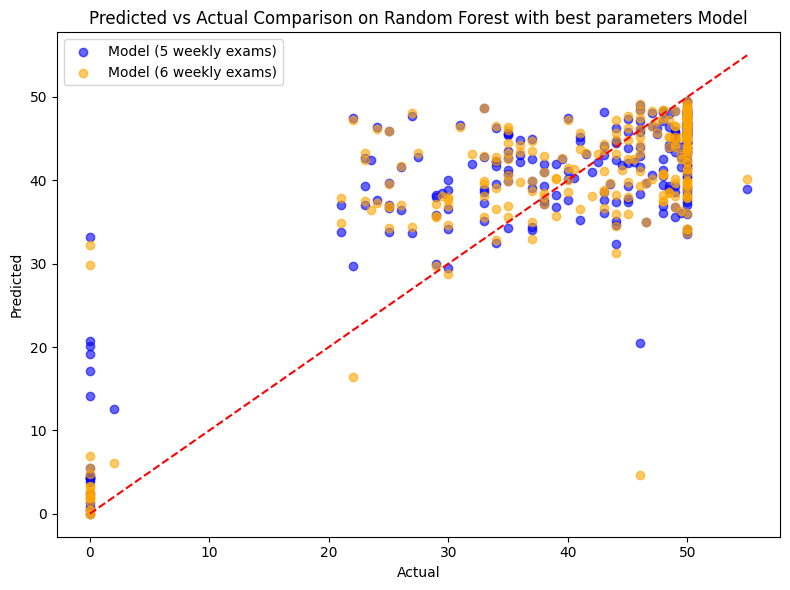 Predicted vs Actual Comparison on Random Forest with best parameters Model
Model (5 weekly exams)
Model (6 weekly exams)
Predicted
50
40
30
20
10
0
0 10 20 30 40 50
Actual